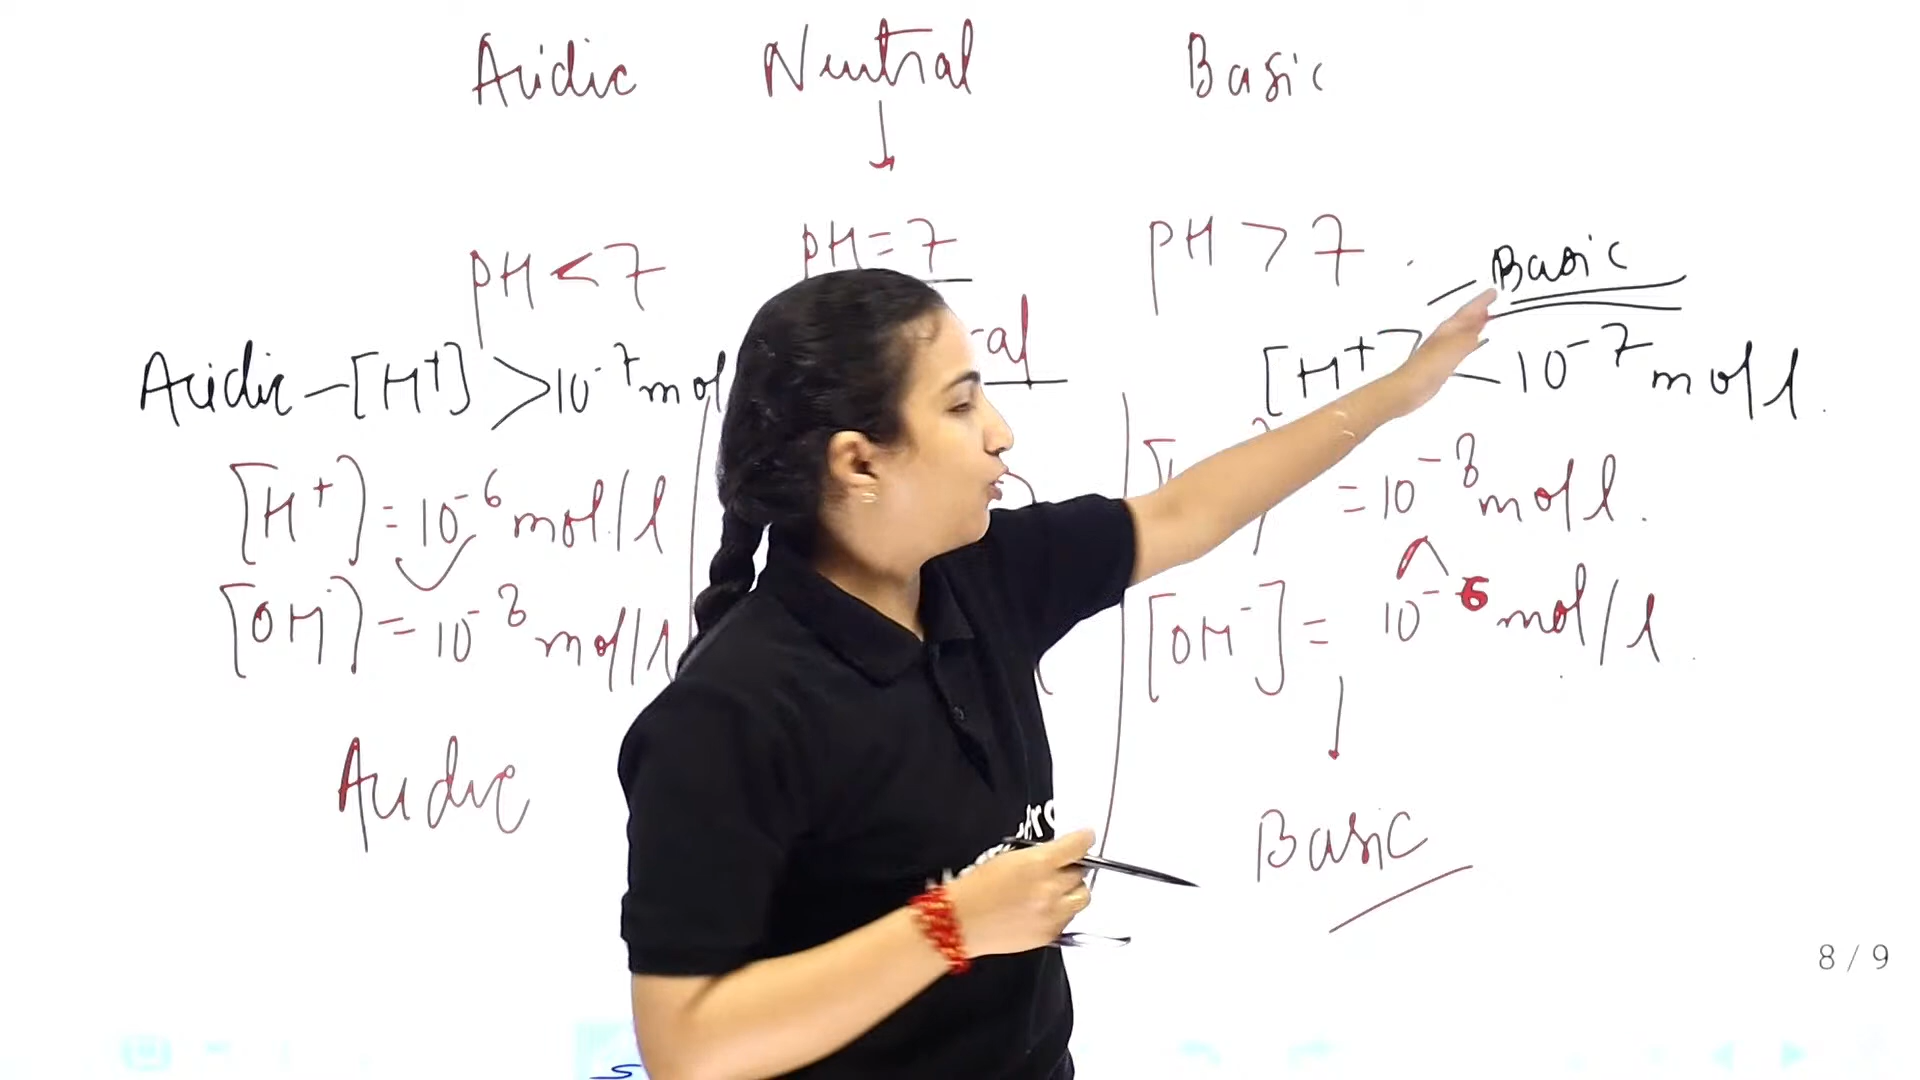 Acidic Neutral Basic
pH < 7 pH = 7 pH > 7
Basic
Acidic - [H⁺] > 10⁻⁷ mol [H⁺] < 10⁻⁷ mol/l.
[H⁺] = 10⁻⁶ mol/l = 10⁻⁸ mol/l.
[OH⁻] = 10⁻⁸ mol/l [OH⁻] = 10⁻⁶ mol/l.
Acidic Basic
8 / 9